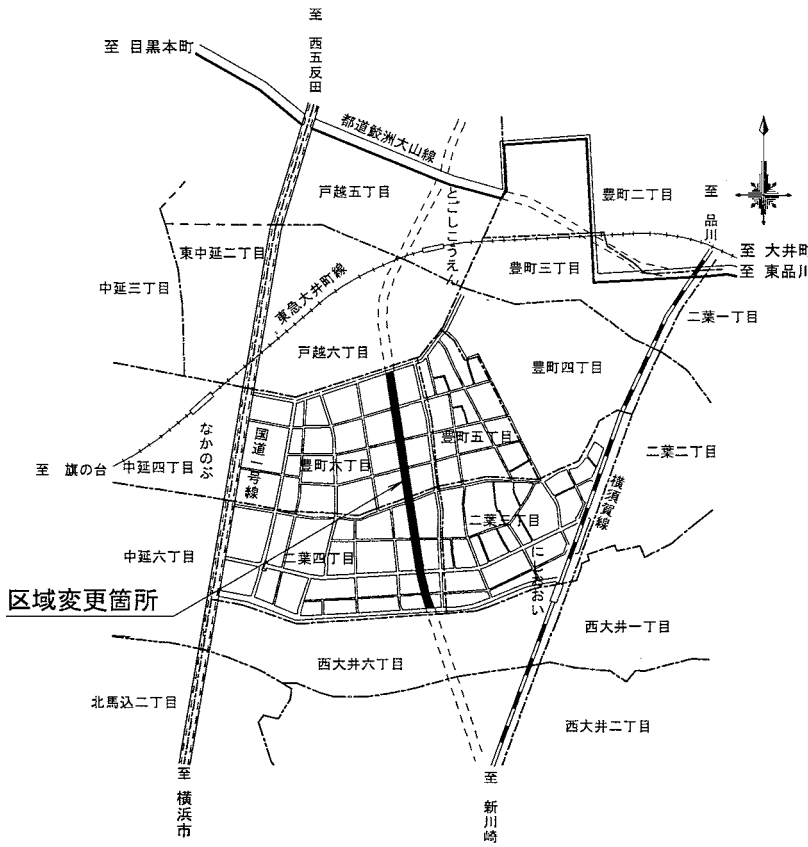 至 西五反田
至 目黒本町
都道鮫洲大山線
戸越五丁目
とごしこうえん
豊町二丁目
至 品川
至 大井町
至 東品川
東中延二丁目
豊町三丁目
中延三丁目
東急大井町線
二葉一丁目
戸越六丁目
豊町四丁目
なかのぶ
国道一号線
豊町五丁目
豊町六丁目
二葉二丁目
至 旗の台
中延四丁目
横須賀線
二葉三丁目
中延六丁目
二葉四丁目
にしおおい
区域変更箇所
西大井一丁目
西大井六丁目
北馬込二丁目
西大井二丁目
至 横浜市
至 新川崎